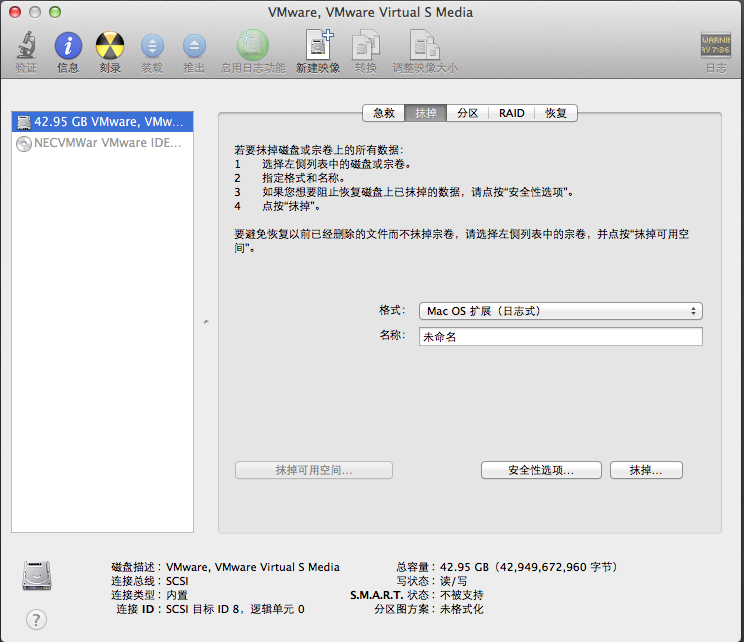 VMware, VMware Virtual S Media
验证 信息 刻录 装载 推出 启用日志功能 新建映像 转换 调整映像大小 日志
WARNIN
AY 7:36
42.95 GB VMware, VMw...
NECVMWar VMware IDE...
急救 抹掉 分区 RAID 恢复
若要抹掉磁盘或宗卷上的所有数据：
1 选择左侧列表中的磁盘或宗卷。
2 指定格式和名称。
3 如果您想要阻止恢复磁盘上已抹掉的数据，请点按“安全性选项”。
4 点按“抹掉”。
要避免恢复以前已经删除的文件而不抹掉宗卷，请选择左侧列表中的宗卷，并点按“抹掉可用空
间”。
格式： Mac OS 扩展（日志式）
名称： 未命名
抹掉可用空间... 安全性选项... 抹掉...
磁盘描述：VMware, VMware Virtual S Media 总容量：42.95 GB（42,949,672,960 字节）
连接总线：SCSI 写状态：读/写
连接类型：内置 S.M.A.R.T. 状态：不被支持
连接 ID：SCSI 目标 ID 8，逻辑单元 0 分区图方案：未格式化
?